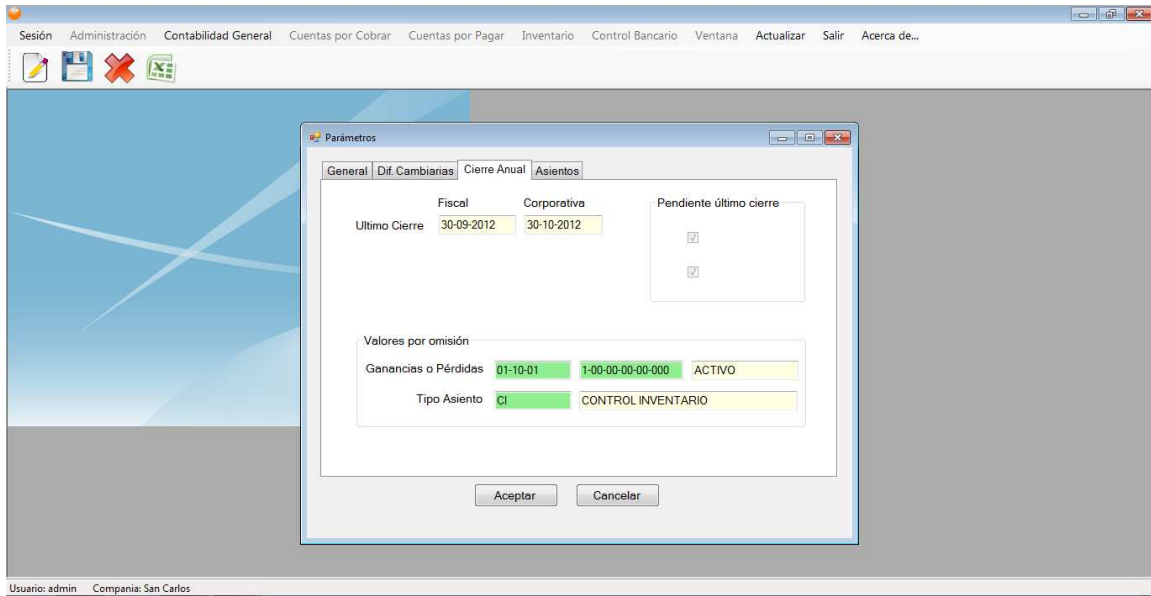 Sesión Administración Contabilidad General Cuentas por Cobrar Cuentas por Pagar Inventario Control Bancario Ventana Actualizar Salir Acerca de...
Parámetros
General Dif. Cambiarias Cierre Anual Asientos
Fiscal Corporativa Pendiente último cierre
Ultimo Cierre 30-09-2012 30-10-2012
Valores por omisión
Ganancias o Pérdidas 01-10-01 1-00-00-00-00-000 ACTIVO
Tipo Asiento CI CONTROL INVENTARIO
Aceptar Cancelar
Usuario: admin Compania: San Carlos